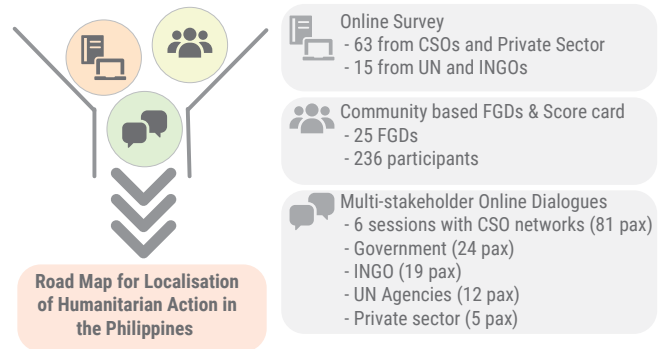 Online Survey
- 63 from CSOs and Private Sector
- 15 from UN and INGOs
Community based FGDs & Score card
- 25 FGDs
- 236 participants
Multi-stakeholder Online Dialogues
- 6 sessions with CSO networks (81 pax)
- Government (24 pax)
- INGO (19 pax)
- UN Agencies (12 pax)
- Private sector (5 pax)
Road Map for Localisation
of Humanitarian Action in
the Philippines